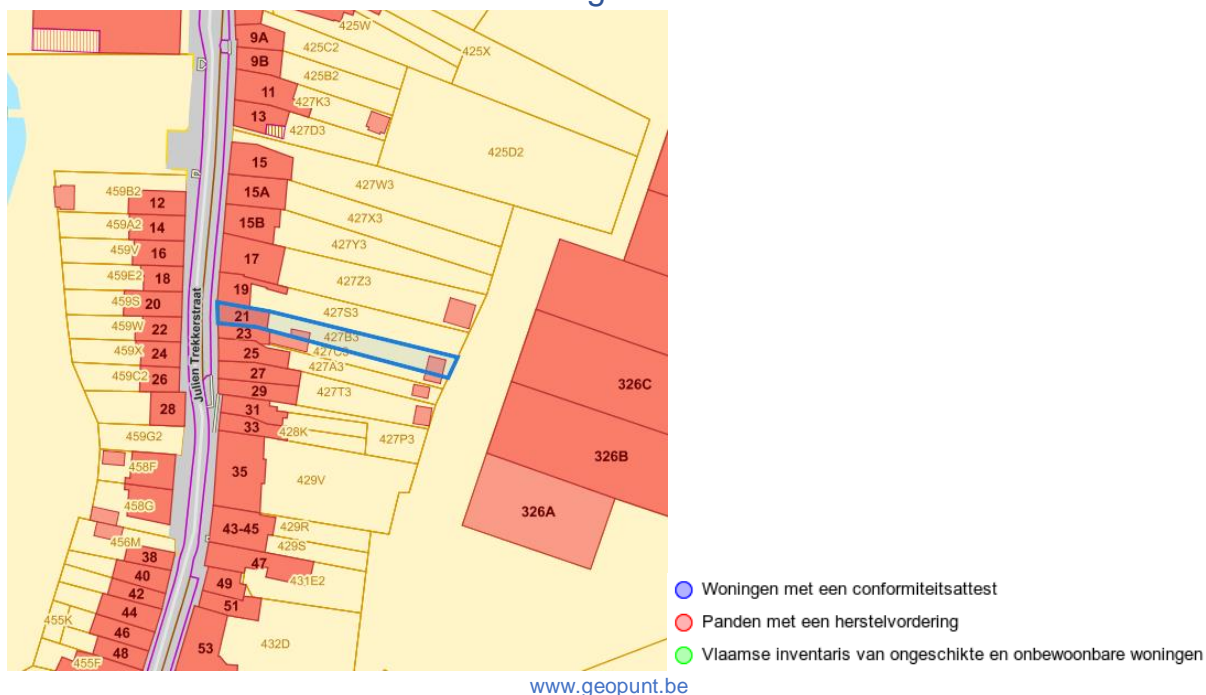 425W
9A
425C2
425X
9B
425B2
11
427K3
13
427D3
425D2
15
427W3
459B2
12
15A
427X3
459A2
14
15B
427Y3
459V
16
17
427Z3
459E2
18
19
459S
20
427S3
21
459W
22
23
427B3
427C3
459X
24
25
427A3
459C2
26
27
427T3
326C
29
28
31
428K
427P3
33
459G2
Julien Trekkerstraat
458F
35
429V
326B
458G
326A
43-45
429R
429S
456M
38
47
40
49
431E2
42
51
44
455K
46
432D
48
53
455F
Woningen met een conformiteitsattest
Panden met een herstelvordering
Vlaamse inventaris van ongeschikte en onbewoonbare woningen
www.geopunt.be